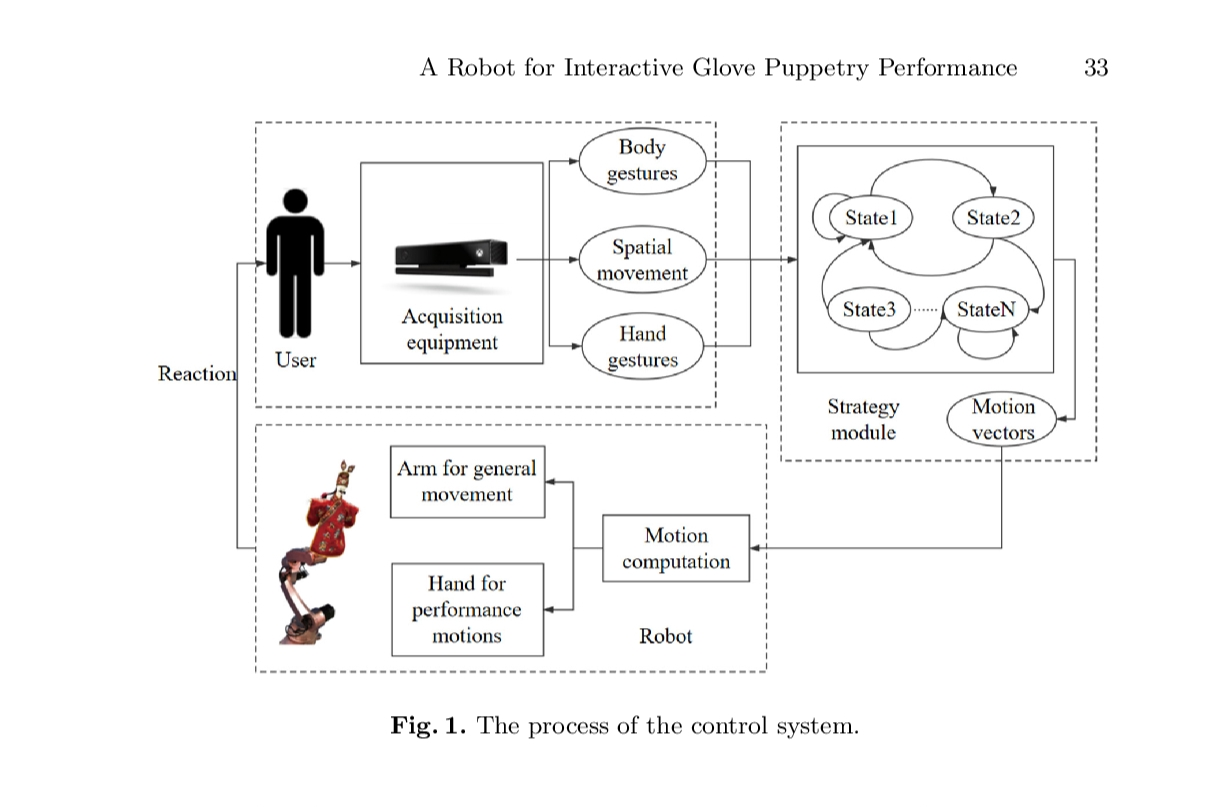 A Robot for Interactive Glove Puppetry Performance 33
Body
gestures
Spatial
movement
Hand
gestures
Acquisition
equipment
User
Reaction
State1
State2
State3
......
StateN
Strategy
module
Motion
vectors
Arm for general
movement
Hand for
performance
motions
Motion
computation
Robot
Fig. 1. The process of the control system.